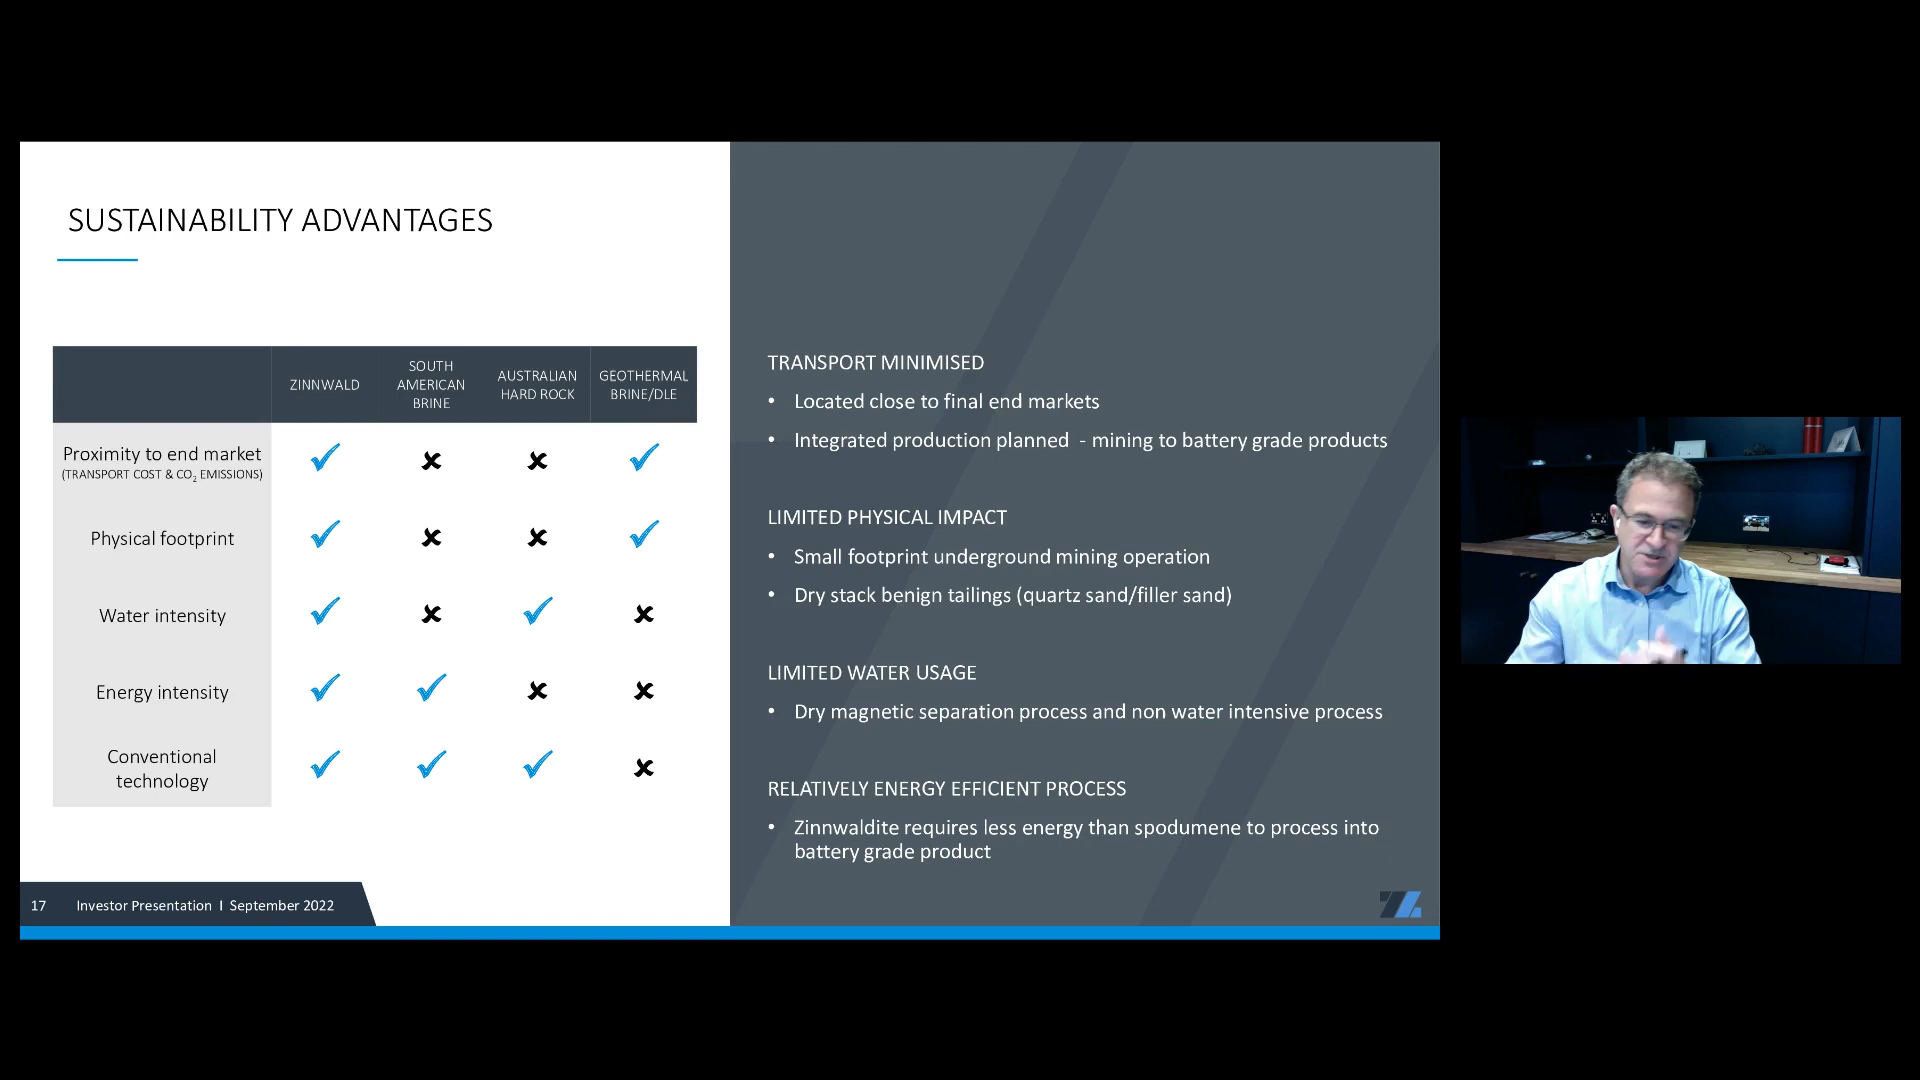 SUSTAINABILITY ADVANTAGES
ZINNWALD
SOUTH
AMERICAN
BRINE
AUSTRALIAN
HARD ROCK
GEOTHERMAL
BRINE/DLE
Proximity to end market
(TRANSPORT COST & CO2 EMISSIONS)
Physical footprint
Water intensity
Energy intensity
Conventional
technology
TRANSPORT MINIMISED
• Located close to final end markets
• Integrated production planned - mining to battery grade products
LIMITED PHYSICAL IMPACT
• Small footprint underground mining operation
• Dry stack benign tailings (quartz sand/filler sand)
LIMITED WATER USAGE
• Dry magnetic separation process and non water intensive process
RELATIVELY ENERGY EFFICIENT PROCESS
• Zinnwaldite requires less energy than spodumene to process into
battery grade product
17 Investor Presentation I September 2022